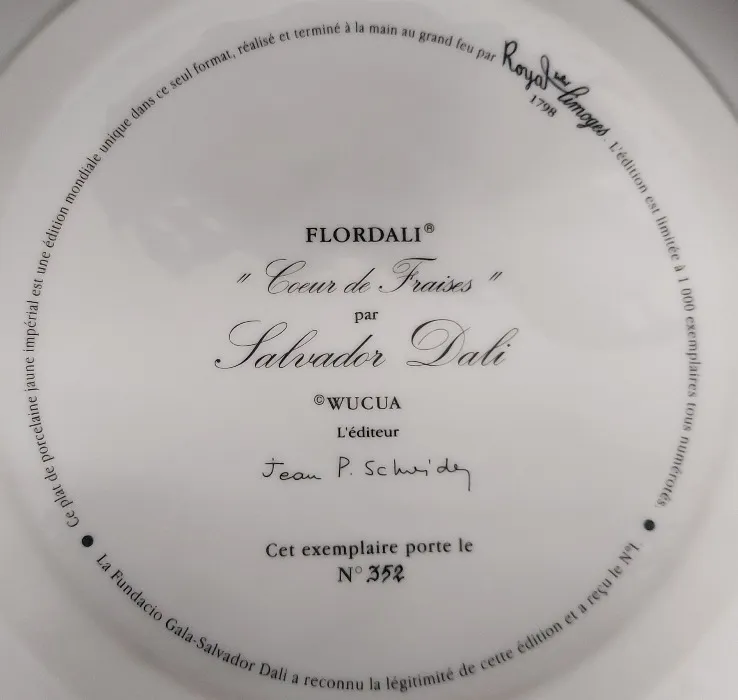 Ce plat de porcelaine jaune impérial est une édition mondiale unique dans ce seul format, réalisé et terminé à la main au grand feu par Royal Limoges 1798. L'édition est limitée à 1 000 exemplaires tous numérotés.
FLORDALI®
" Coeur de Fraises "
par
Salvador Dali
©WUCUA
L'éditeur
Jean P. Schneider
Cet exemplaire porte le
N° 352
La Fundacio Gala-Salvador Dali a reconnu la légitimité de cette édition et a reçu le N°1.